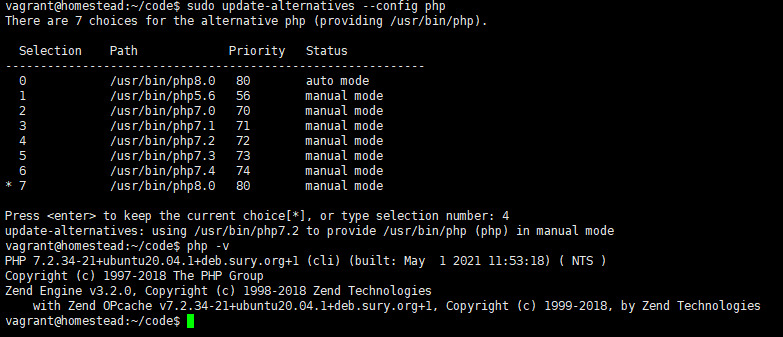 vagrant@homestead:~/code$ sudo update-alternatives --config php
There are 7 choices for the alternative php (providing /usr/bin/php).
  Selection    Path             Priority   Status
------------------------------------------------------------
  0            /usr/bin/php8.0   80        auto mode
  1            /usr/bin/php5.6   56        manual mode
  2            /usr/bin/php7.0   70        manual mode
  3            /usr/bin/php7.1   71        manual mode
  4            /usr/bin/php7.2   72        manual mode
  5            /usr/bin/php7.3   73        manual mode
  6            /usr/bin/php7.4   74        manual mode
* 7            /usr/bin/php8.0   80        manual mode
Press <enter> to keep the current choice[*], or type selection number: 4
update-alternatives: using /usr/bin/php7.2 to provide /usr/bin/php (php) in manual mode
vagrant@homestead:~/code$ php -v
PHP 7.2.34-21+ubuntu20.04.1+deb.sury.org+1 (cli) (built: May  1 2021 11:53:18) ( NTS )
Copyright (c) 1997-2018 The PHP Group
Zend Engine v3.2.0, Copyright (c) 1998-2018 Zend Technologies
    with Zend OPcache v7.2.34-21+ubuntu20.04.1+deb.sury.org+1, Copyright (c) 1999-2018, by Zend Technologies
vagrant@homestead:~/code$